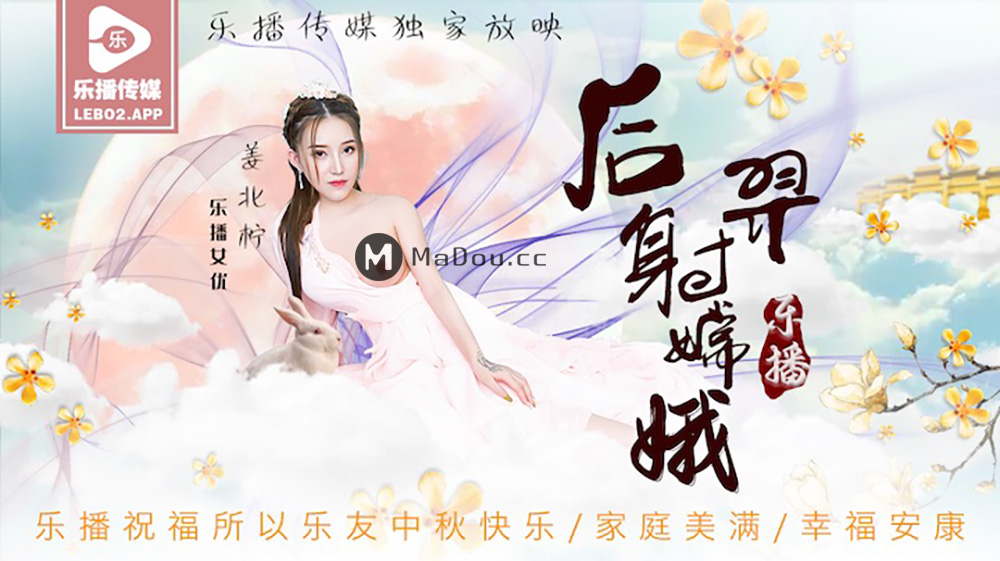 乐
乐播传媒
LEBO2.APP
乐播传媒独家放映
姜北柠
乐播女优
M MaDou.cc
后羿
射嫦娥
乐播
乐播祝福所以乐友中秋快乐/家庭美满/幸福安康